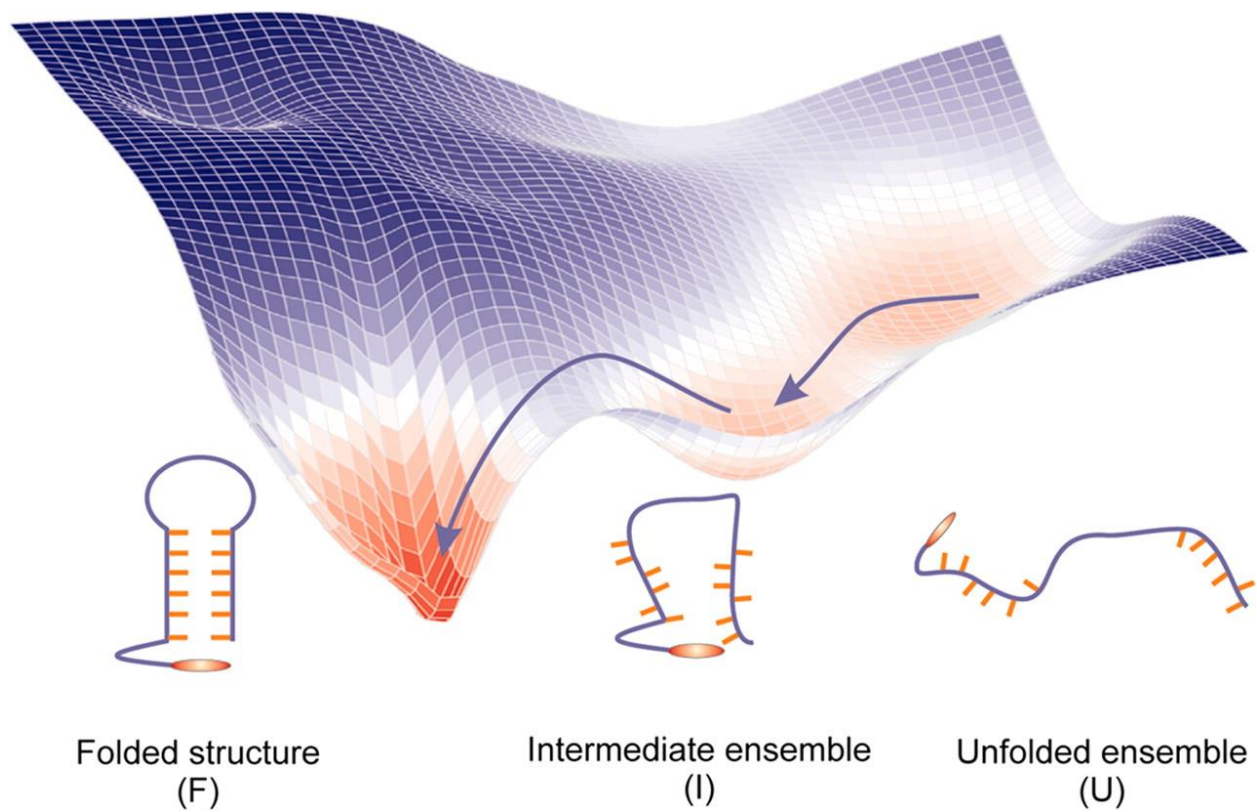 Folded structure
(F)
Intermediate ensemble
(I)
Unfolded ensemble
(U)